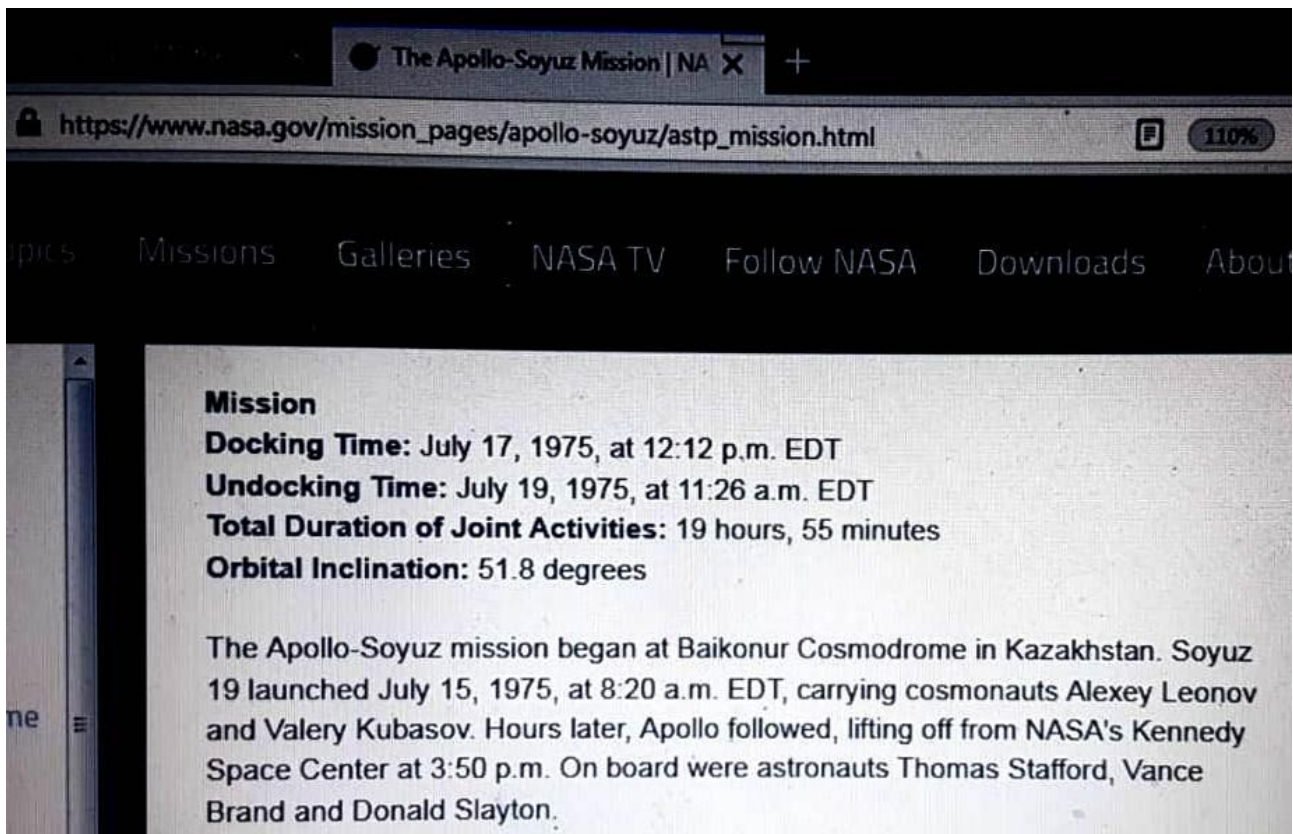 The Apollo-Soyuz Mission | NA
https://www.nasa.gov/mission_pages/apollo-soyuz/astp_mission.html 110%
Missions Galleries NASA TV Follow NASA Downloads About
Mission
Docking Time: July 17, 1975, at 12:12 p.m. EDT
Undocking Time: July 19, 1975, at 11:26 a.m. EDT
Total Duration of Joint Activities: 19 hours, 55 minutes
Orbital Inclination: 51.8 degrees
The Apollo-Soyuz mission began at Baikonur Cosmodrome in Kazakhstan. Soyuz
19 launched July 15, 1975, at 8:20 a.m. EDT, carrying cosmonauts Alexey Leonov
and Valery Kubasov. Hours later, Apollo followed, lifting off from NASA's Kennedy
Space Center at 3:50 p.m. On board were astronauts Thomas Stafford, Vance
Brand and Donald Slayton.